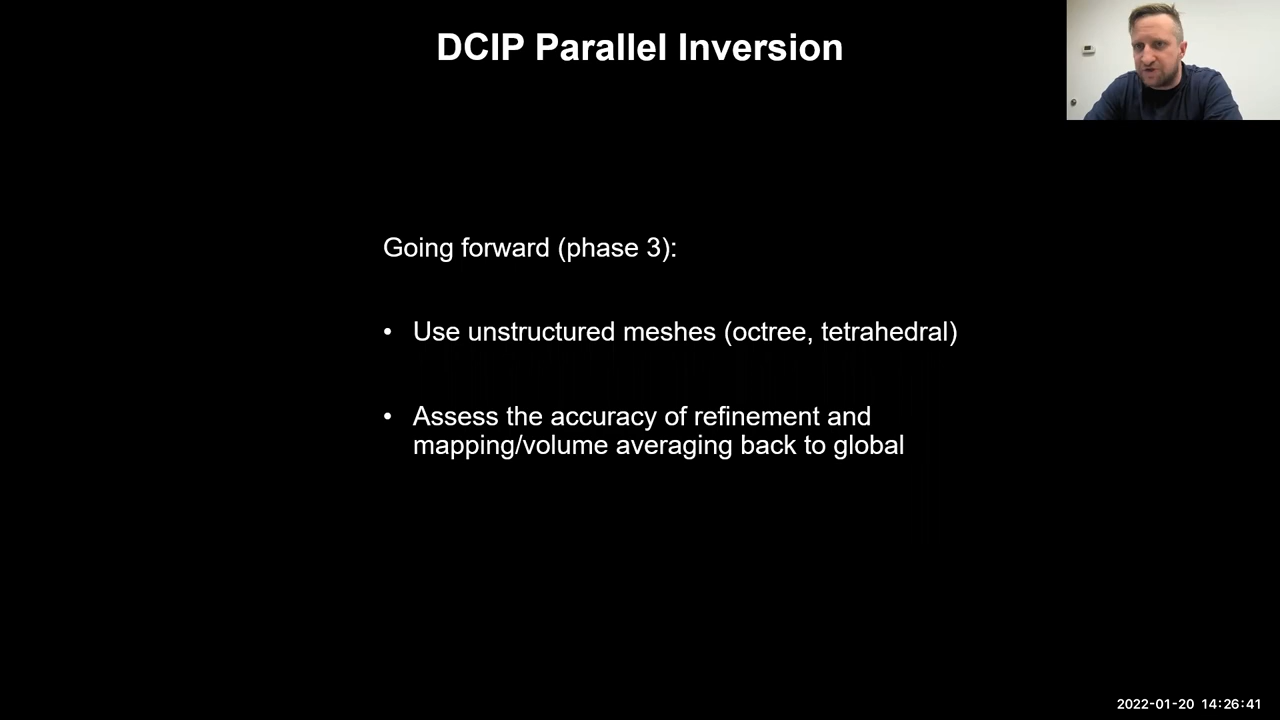 DCIP Parallel Inversion
Going forward (phase 3):
• Use unstructured meshes (octree, tetrahedral)
• Assess the accuracy of refinement and
mapping/volume averaging back to global
2022-01-20 14:26:41